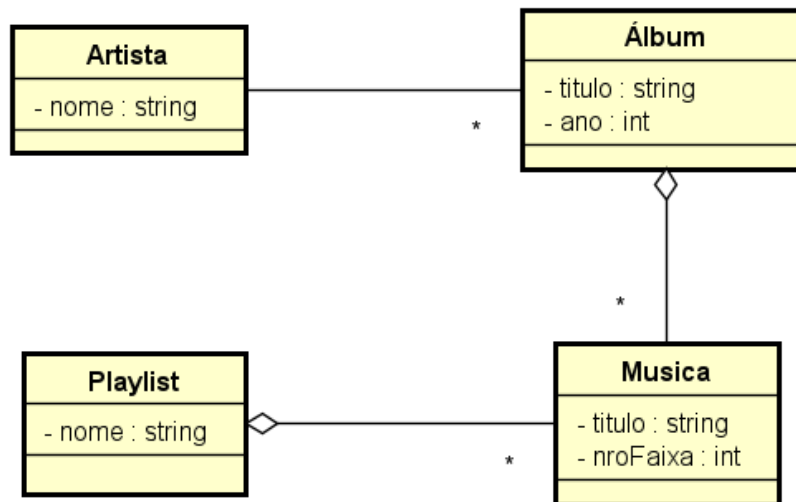 Artista
- nome : string
*
Álbum
- titulo : string
- ano : int
*
Playlist
- nome : string
*
Musica
- titulo : string
- nroFaixa : int